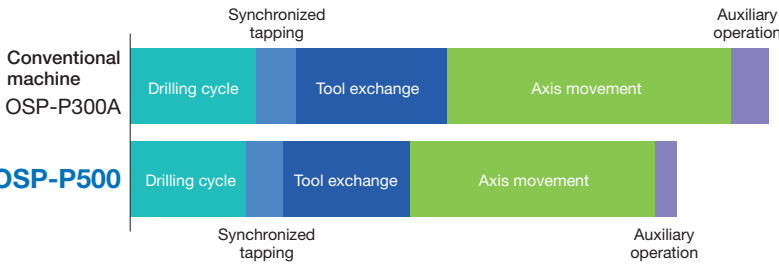 Synchronized
tapping
Auxiliary
operation
Conventional
machine
OSP-P300A
Drilling cycle
Tool exchange
Axis movement
OSP-P500
Drilling cycle
Tool exchange
Axis movement
Synchronized
tapping
Auxiliary
operation